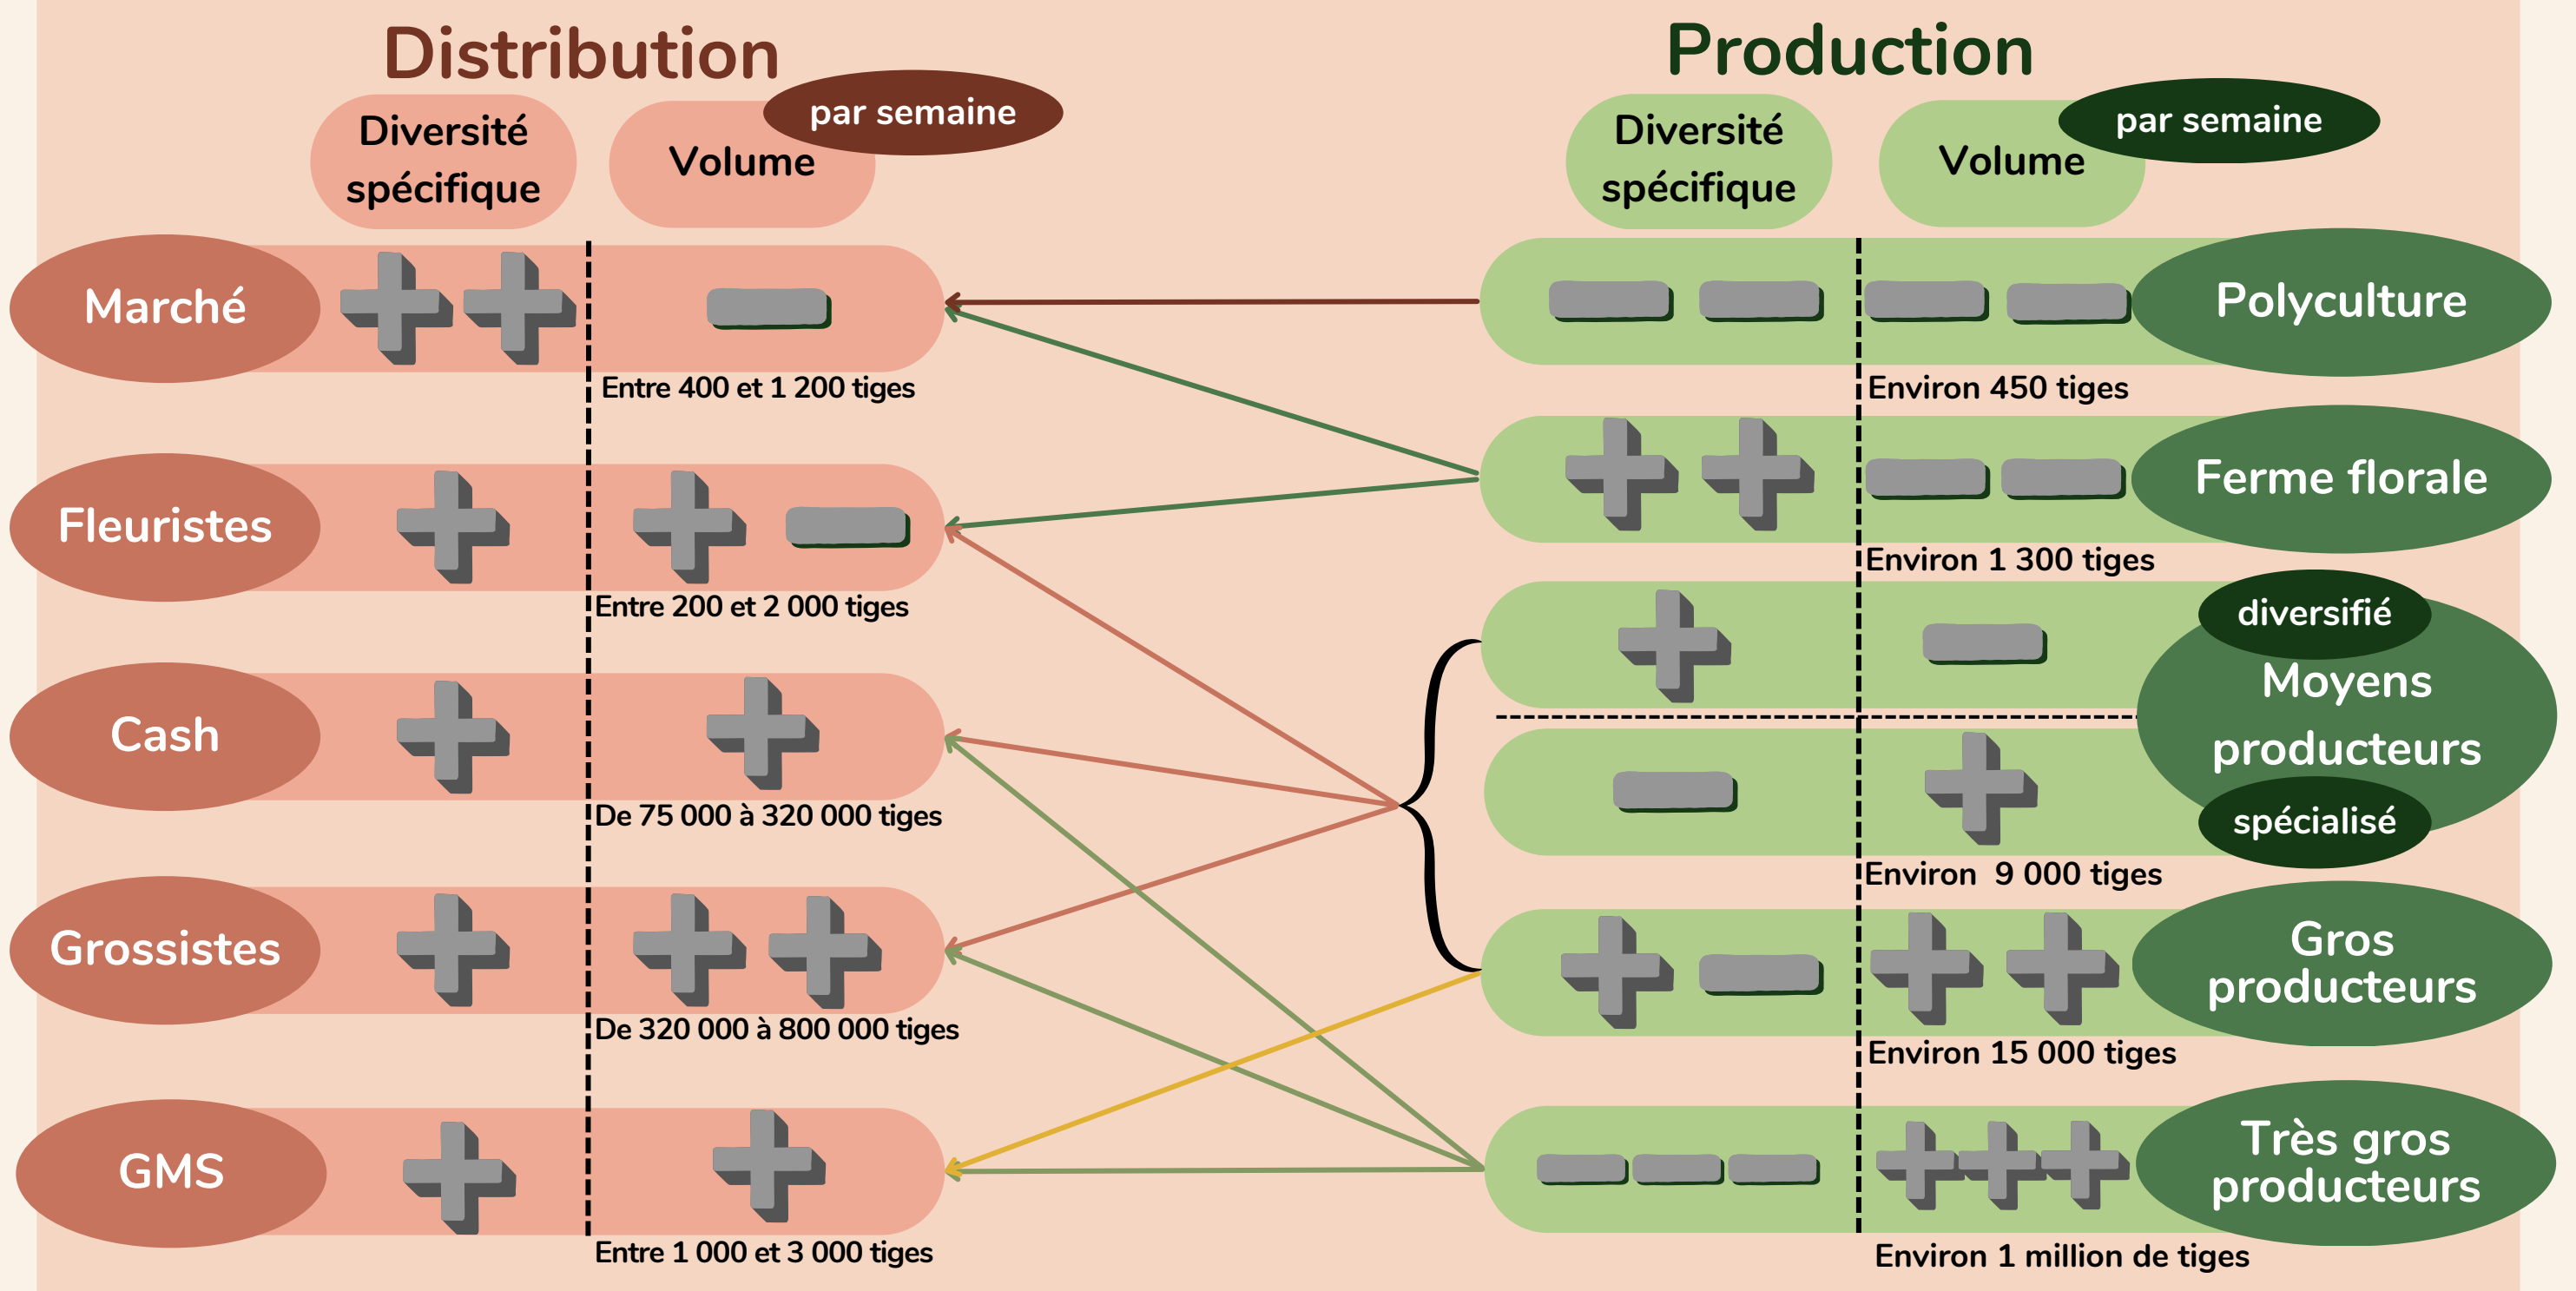 Distribution
Diversité
spécifique
Volume
par semaine
Marché
Entre 400 et 1 200 tiges
Fleuristes
Entre 200 et 2 000 tiges
Cash
De 75 000 à 320 000 tiges
Grossistes
De 320 000 à 800 000 tiges
GMS
Entre 1 000 et 3 000 tiges
Production
Diversité
spécifique
Volume
par semaine
Polyculture
Environ 450 tiges
Ferme florale
Environ 1 300 tiges
diversifié
Moyens
producteurs
spécialisé
Environ  9 000 tiges
Gros
producteurs
Environ 15 000 tiges
Très gros
producteurs
Environ 1 million de tiges